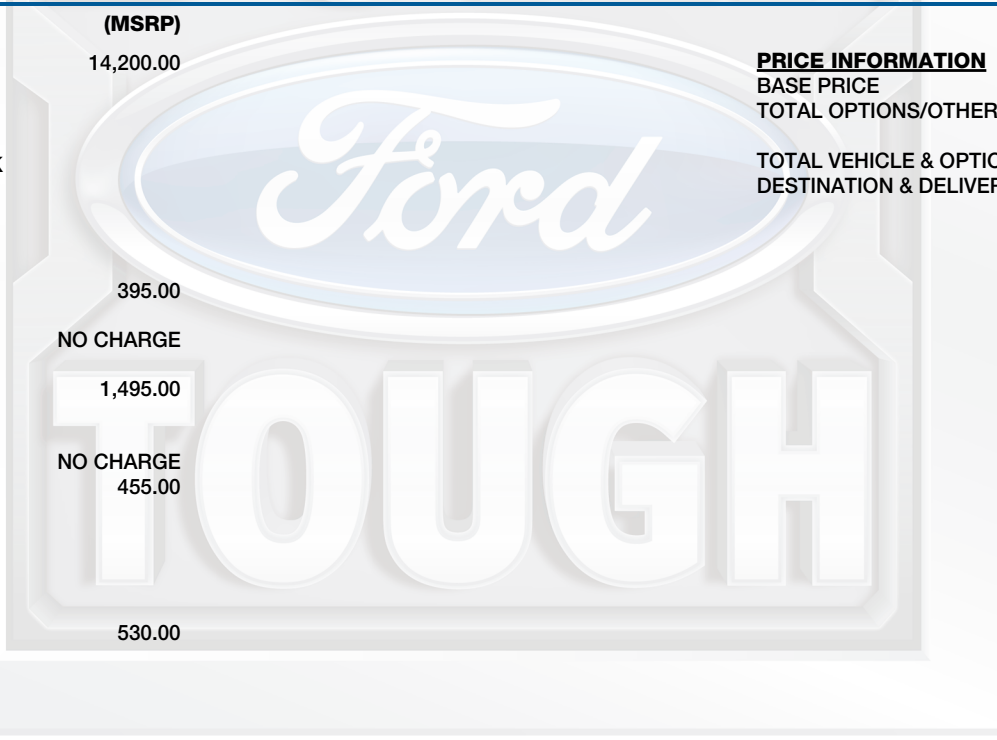 (MSRP)
14,200.00
K
395.00
NO CHARGE
1,495.00
NO CHARGE
455.00
530.00
PRICE INFORMATION
BASE PRICE
TOTAL OPTIONS/OTHER
TOTAL VEHICLE & OPTIO
DESTINATION & DELIVER
Ford
TOUGH